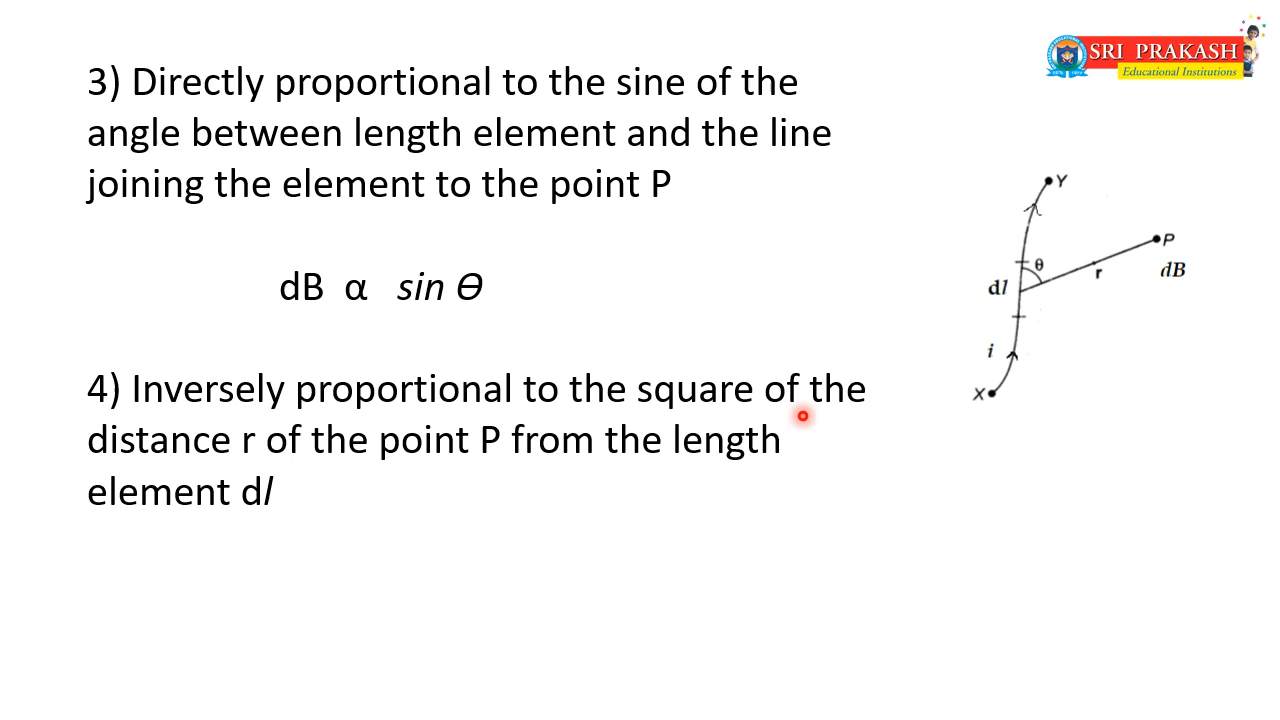 SRI PRAKASH
Educational Institutions
3) Directly proportional to the sine of the
angle between length element and the line
joining the element to the point P
dB α sin ϴ
4) Inversely proportional to the square of the
distance r of the point P from the length
element dl
Y
P
θ
r
dB
dl
i
X